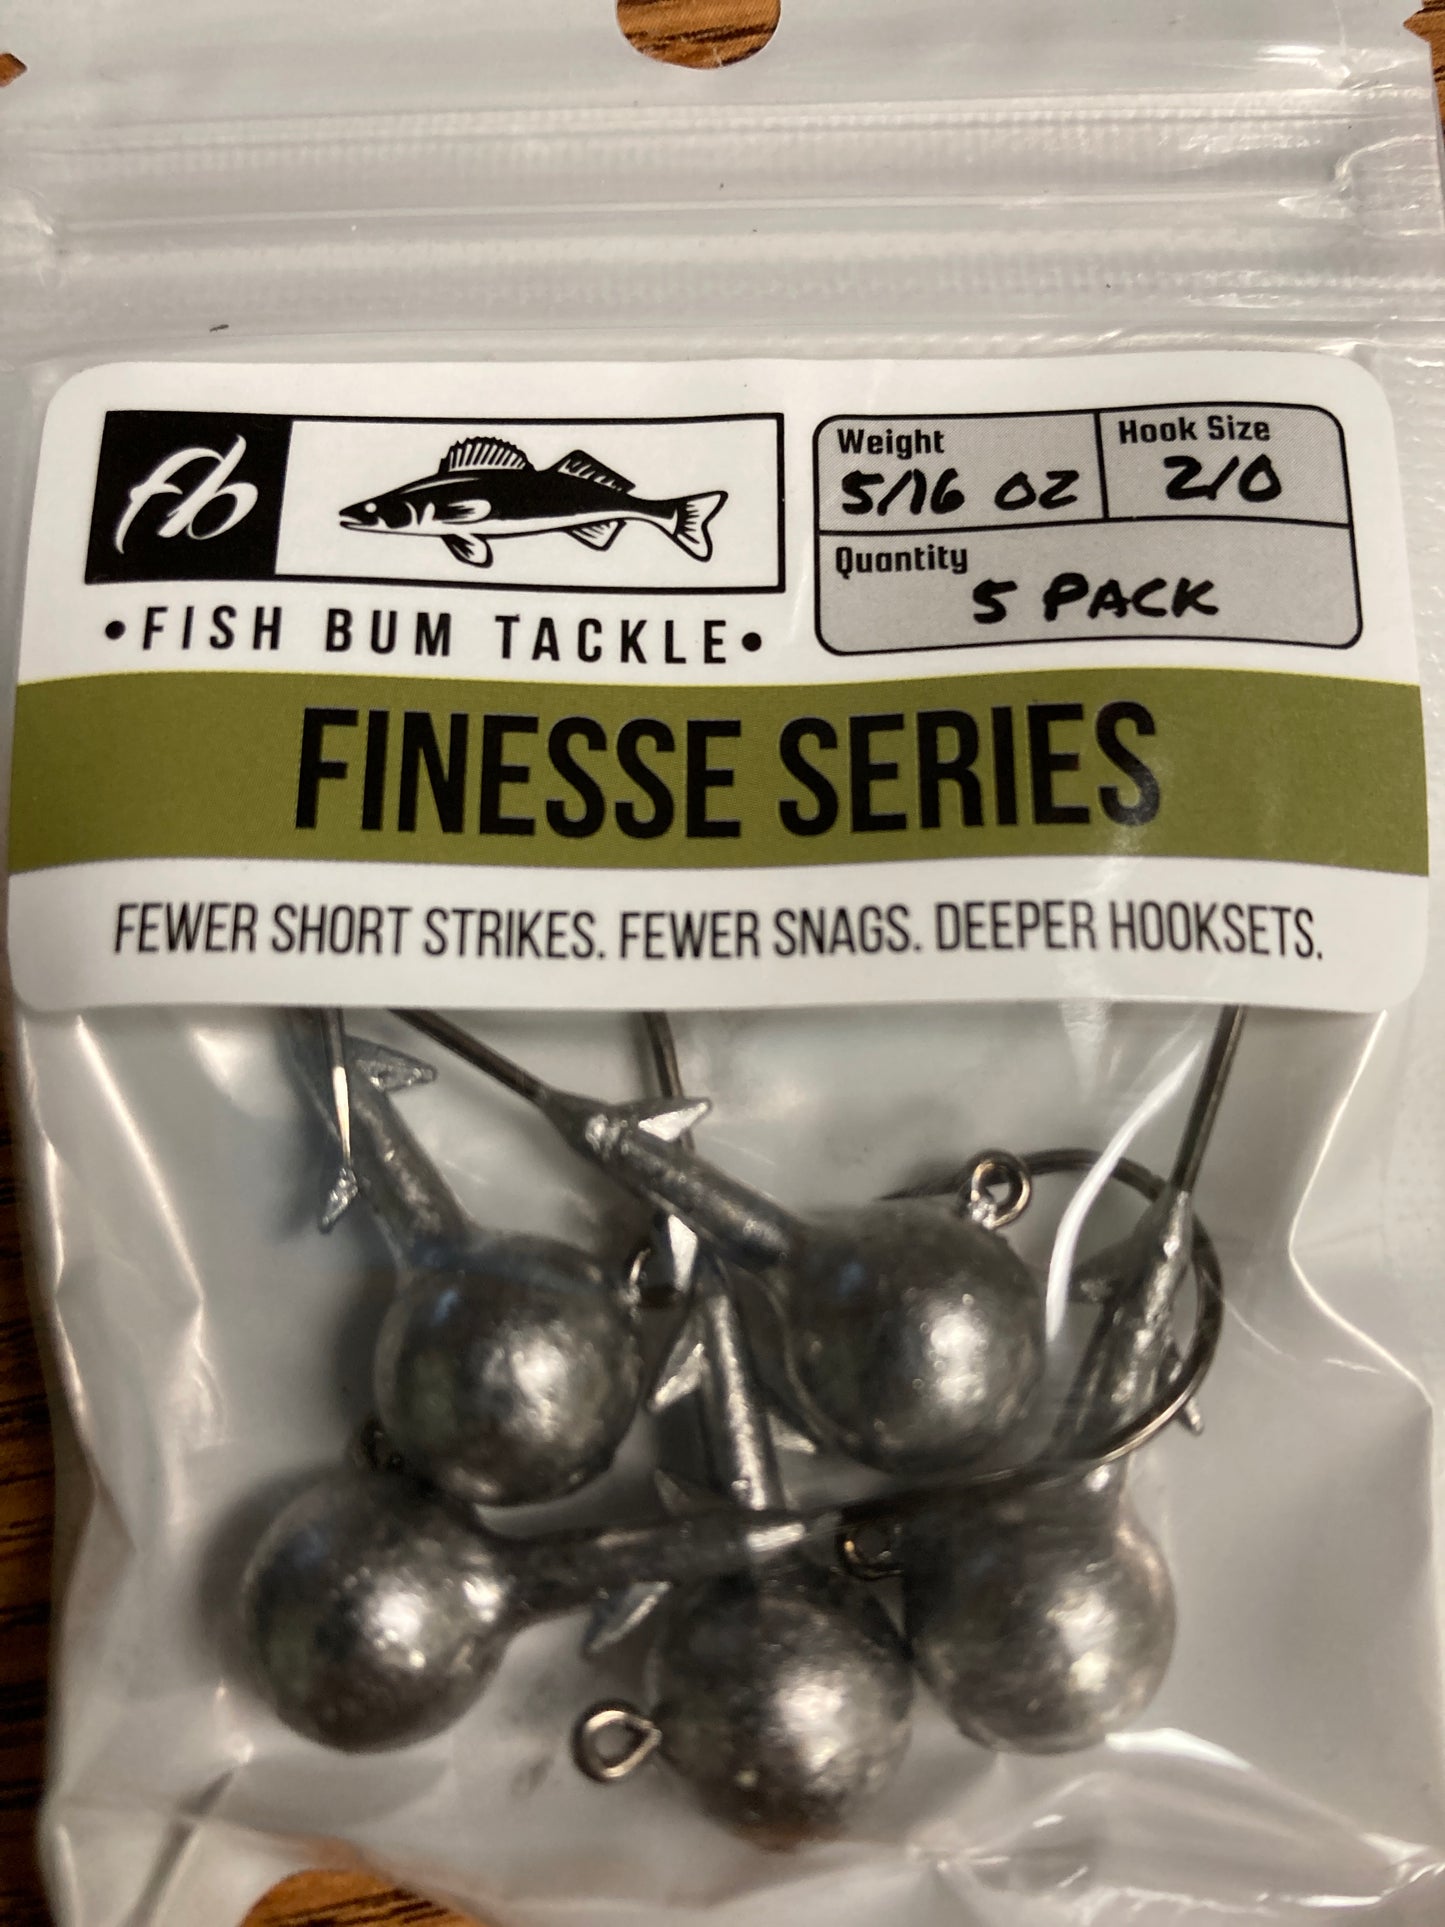 fb
•FISH BUM TACKLE•
Weight
5/16 OZ
Hook Size
2/0
Quantity
5 PACK
FINESSE SERIES
FEWER SHORT STRIKES. FEWER SNAGS. DEEPER HOOKSETS.